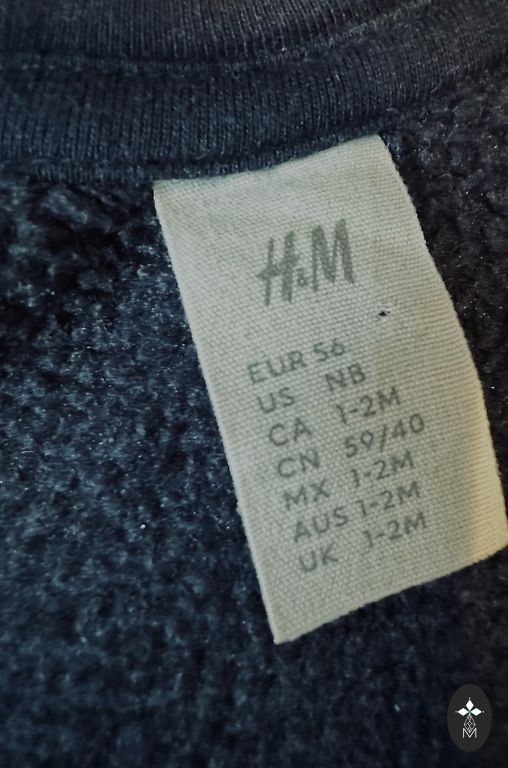 H&M
EUR 56
US NB
CA 1-2M
CN 59/40
MX 1-2M
AUS 1-2M
UK 1-2M
M